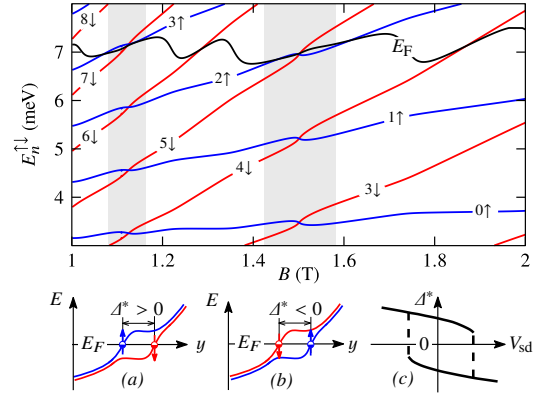 8↓
3↑
E_F
7↓
2↑
6↓
5↓
1↑
4↓
3↓
0↑
E_n^↑↓ (meV)
7
6
5
4
1
1.2
1.4
1.6
1.8
2
B (T)
E
Δ* > 0
E_F
y
(a)
E
Δ* < 0
E_F
y
(b)
Δ*
0
V_sd
(c)